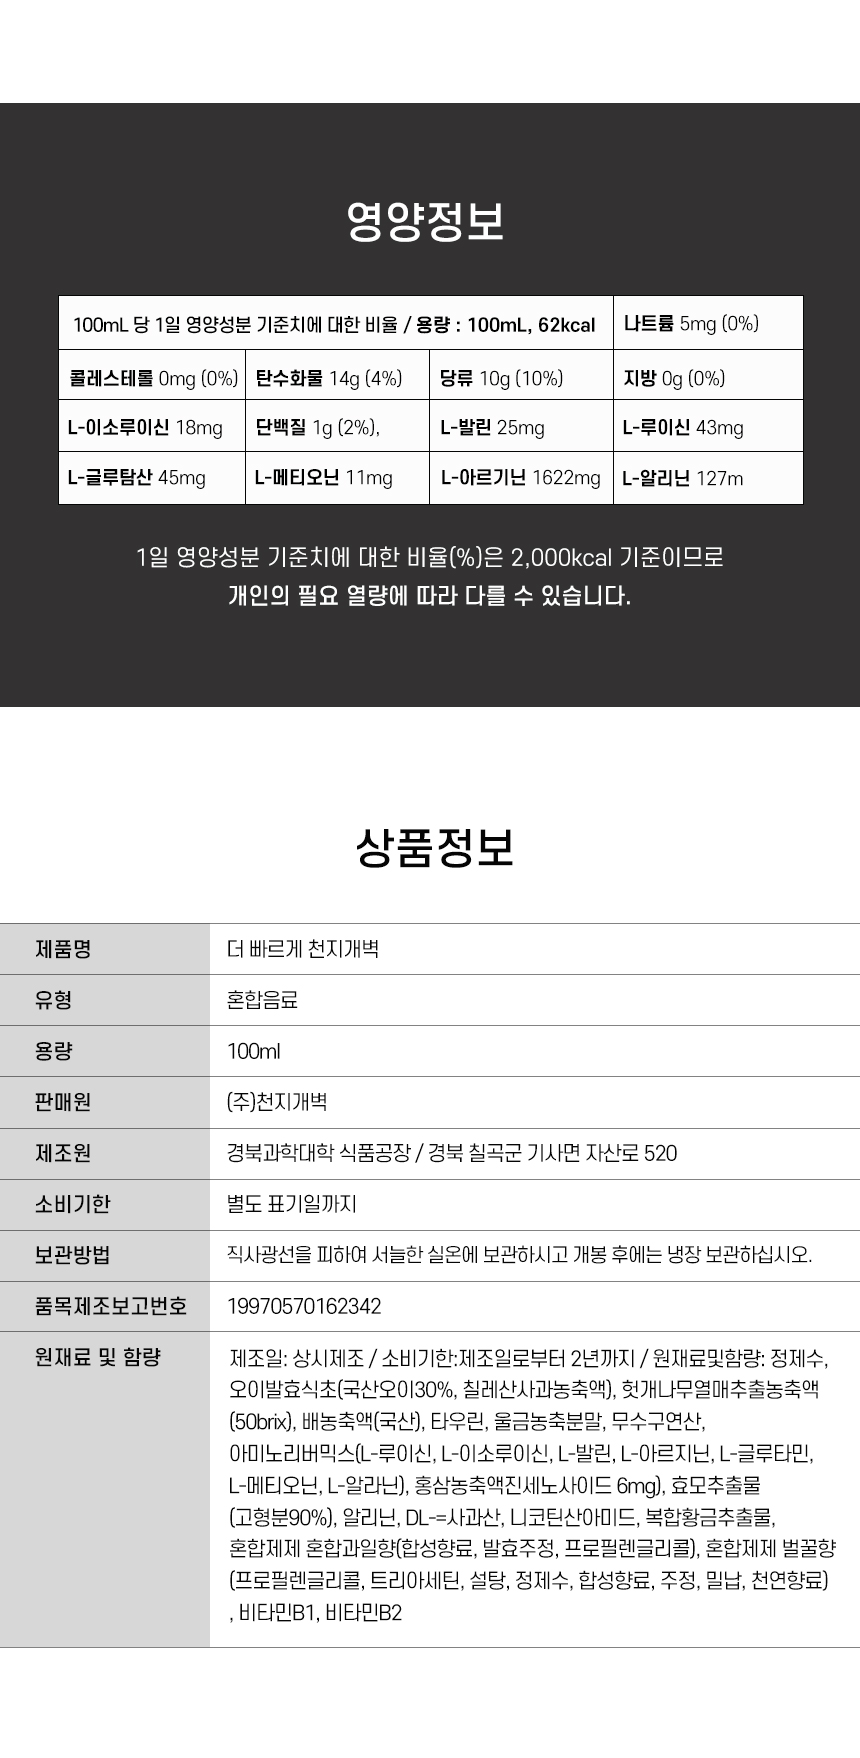 영양정보
100mL 당 1일 영양성분 기준치에 대한 비율 / 용량 : 100mL, 62kcal 나트륨 5mg (0%)
콜레스테롤 0mg (0%) 탄수화물 14g (4%) 당류 10g (10%) 지방 0g (0%)
L-이소루이신 18mg 단백질 1g (2%), L-발린 25mg L-루이신 43mg
L-글루탐산 45mg L-메티오닌 11mg L-아르기닌 1622mg L-알리닌 127m
1일 영양성분 기준치에 대한 비율(%)은 2,000kcal 기준이므로
개인의 필요 열량에 따라 다를 수 있습니다.
상품정보
제품명 더 빠르게 천지개벽
유형 혼합음료
용량 100ml
판매원 (주)천지개벽
제조원 경북과학대학 식품공장 / 경북 칠곡군 기사면 자산로 520
소비기한 별도 표기일까지
보관방법 직사광선을 피하여 서늘한 실온에 보관하시고 개봉 후에는 냉장 보관하십시오.
품목제조보고번호 19970570162342
원재료 및 함량 제조일: 상시제조 / 소비기한:제조일로부터 2년까지 / 원재료및함량: 정제수,
오이발효식초(국산오이30%, 칠레산사과농축액), 헛개나무열매추출농축액
(50brix), 배농축액(국산), 타우린, 울금농축분말, 무수구연산,
아미노리버믹스(L-루이신, L-이소루이신, L-발린, L-아르지닌, L-글루타민,
L-메티오닌, L-알라닌), 홍삼농축액진세노사이드 6mg), 효모추출물
(고형분90%), 알리닌, DL-=사과산, 니코틴산아미드, 복합황금추출물,
혼합제제 혼합과일향(합성향료, 발효주정, 프로필렌글리콜), 혼합제제 벌꿀향
(프로필렌글리콜, 트리아세틴, 설탕, 정제수, 합성향료, 주정, 밀납, 천연향료)
, 비타민B1, 비타민B2